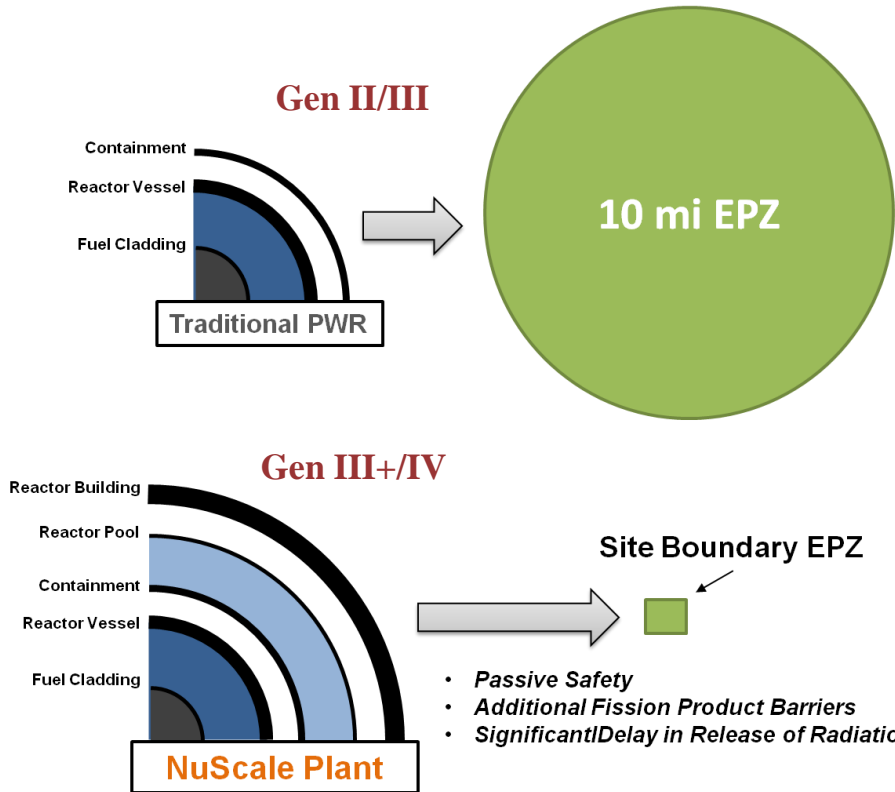 Gen II/III
Containment
Reactor Vessel
Fuel Cladding
Traditional PWR
10 mi EPZ
Gen III+/IV
Reactor Building
Reactor Pool
Containment
Reactor Vessel
Fuel Cladding
NuScale Plant
Site Boundary EPZ
• Passive Safety
• Additional Fission Product Barriers
• SignificantlDelay in Release of Radiatio